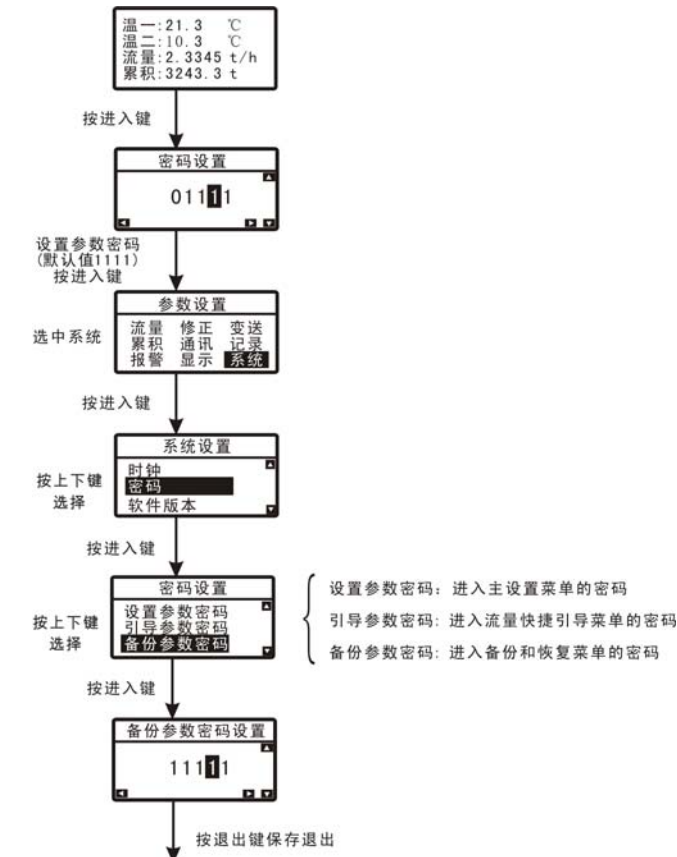 温一:21.3 ℃
温二:10.3 ℃
流量:2.3345 t/h
累积:3243.3 t
按进入键
密码设置
01111
设置参数密码
(默认值1111)
按进入键
参数设置
选中系统
流量 修正 变送
累积 通讯 记录
报警 显示 系统
按进入键
系统设置
按上下键
选择
时钟
密码
软件版本
按进入键
密码设置
按上下键
选择
设置参数密码
引导参数密码
备份参数密码
设置参数密码：进入主设置菜单的密码
引导参数密码: 进入流量快捷引导菜单的密码
备份参数密码: 进入备份和恢复菜单的密码
按进入键
备份参数密码设置
11111
按退出键保存退出